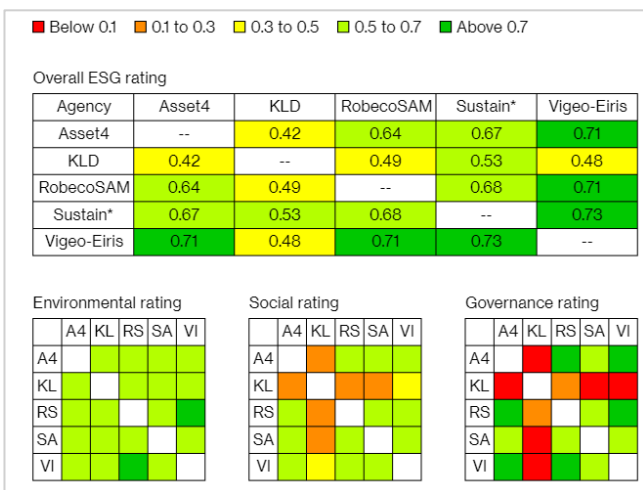 Below 0.1 0.1 to 0.3 0.3 to 0.5 0.5 to 0.7 Above 0.7
Overall ESG rating
Agency Asset4 KLD RobecoSAM Sustain* Vigeo-Eiris
Asset4 -- 0.42 0.64 0.67 0.71
KLD 0.42 -- 0.49 0.53 0.48
RobecoSAM 0.64 0.49 -- 0.68 0.71
Sustain* 0.67 0.53 0.68 -- 0.73
Vigeo-Eiris 0.71 0.48 0.71 0.73 --
Environmental rating Social rating Governance rating
A4 KL RS SA VI A4 KL RS SA VI A4 KL RS SA VI
A4 A4 A4
KL KL KL
RS RS RS
SA SA SA
VI VI VI